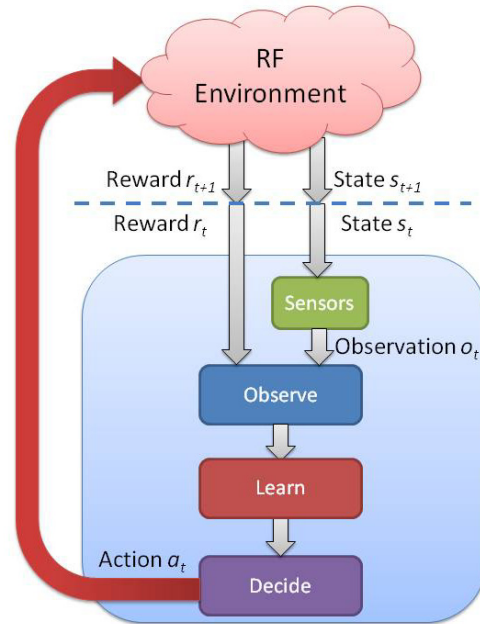 RF
Environment
Reward r_{t+1} State s_{t+1}
Reward r_t State s_t
Sensors
Observation o_t
Observe
Learn
Action a_t
Decide